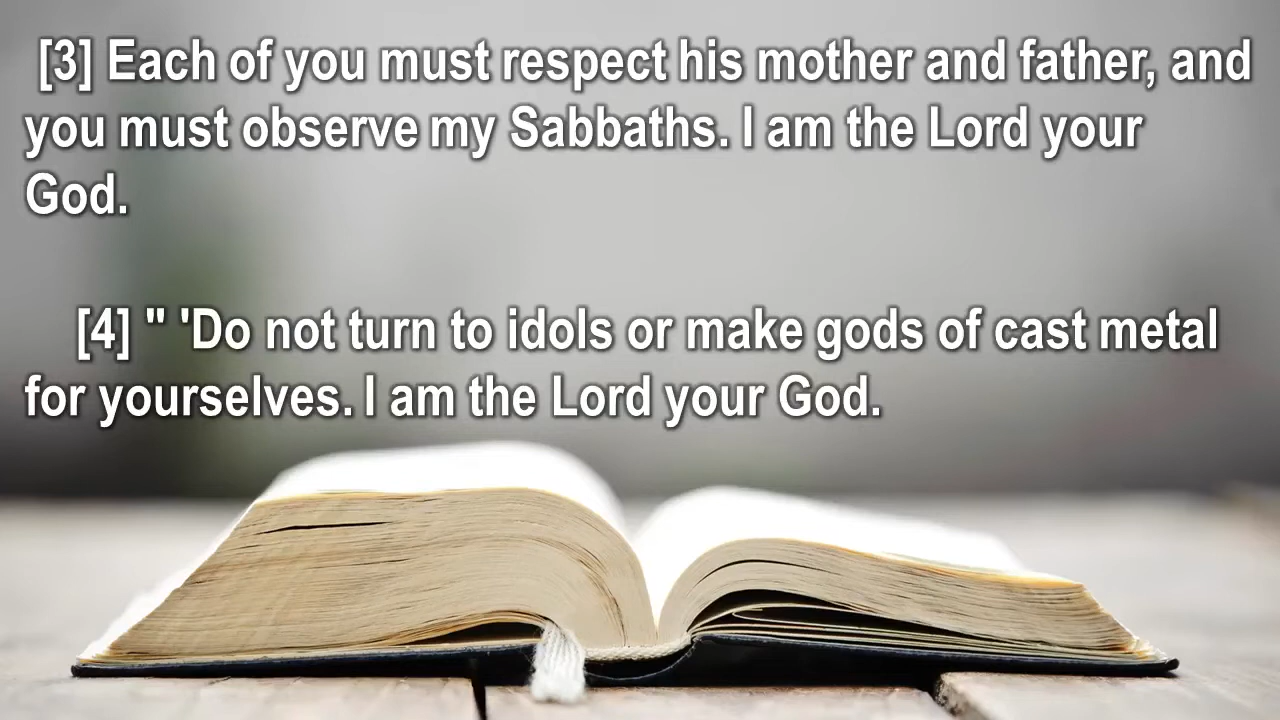 [3] Each of you must respect his mother and father, and
you must observe my Sabbaths. I am the Lord your
God.
[4] " 'Do not turn to idols or make gods of cast metal
for yourselves. I am the Lord your God.